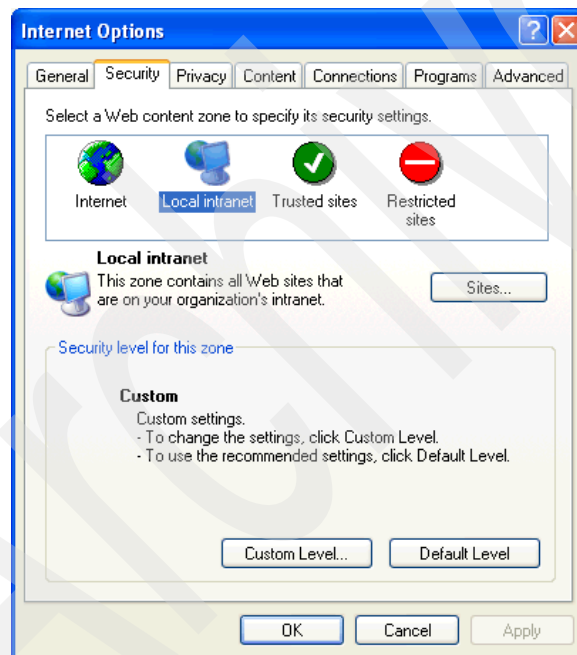 Internet Options
General Security Privacy Content Connections Programs Advanced
Select a Web content zone to specify its security settings.
Internet Local intranet Trusted sites Restricted
sites
Local intranet
This zone contains all Web sites that
are on your organization's intranet.
Sites...
Security level for this zone
Custom
Custom settings.
- To change the settings, click Custom Level.
- To use the recommended settings, click Default Level.
Custom Level... Default Level
OK Cancel Apply